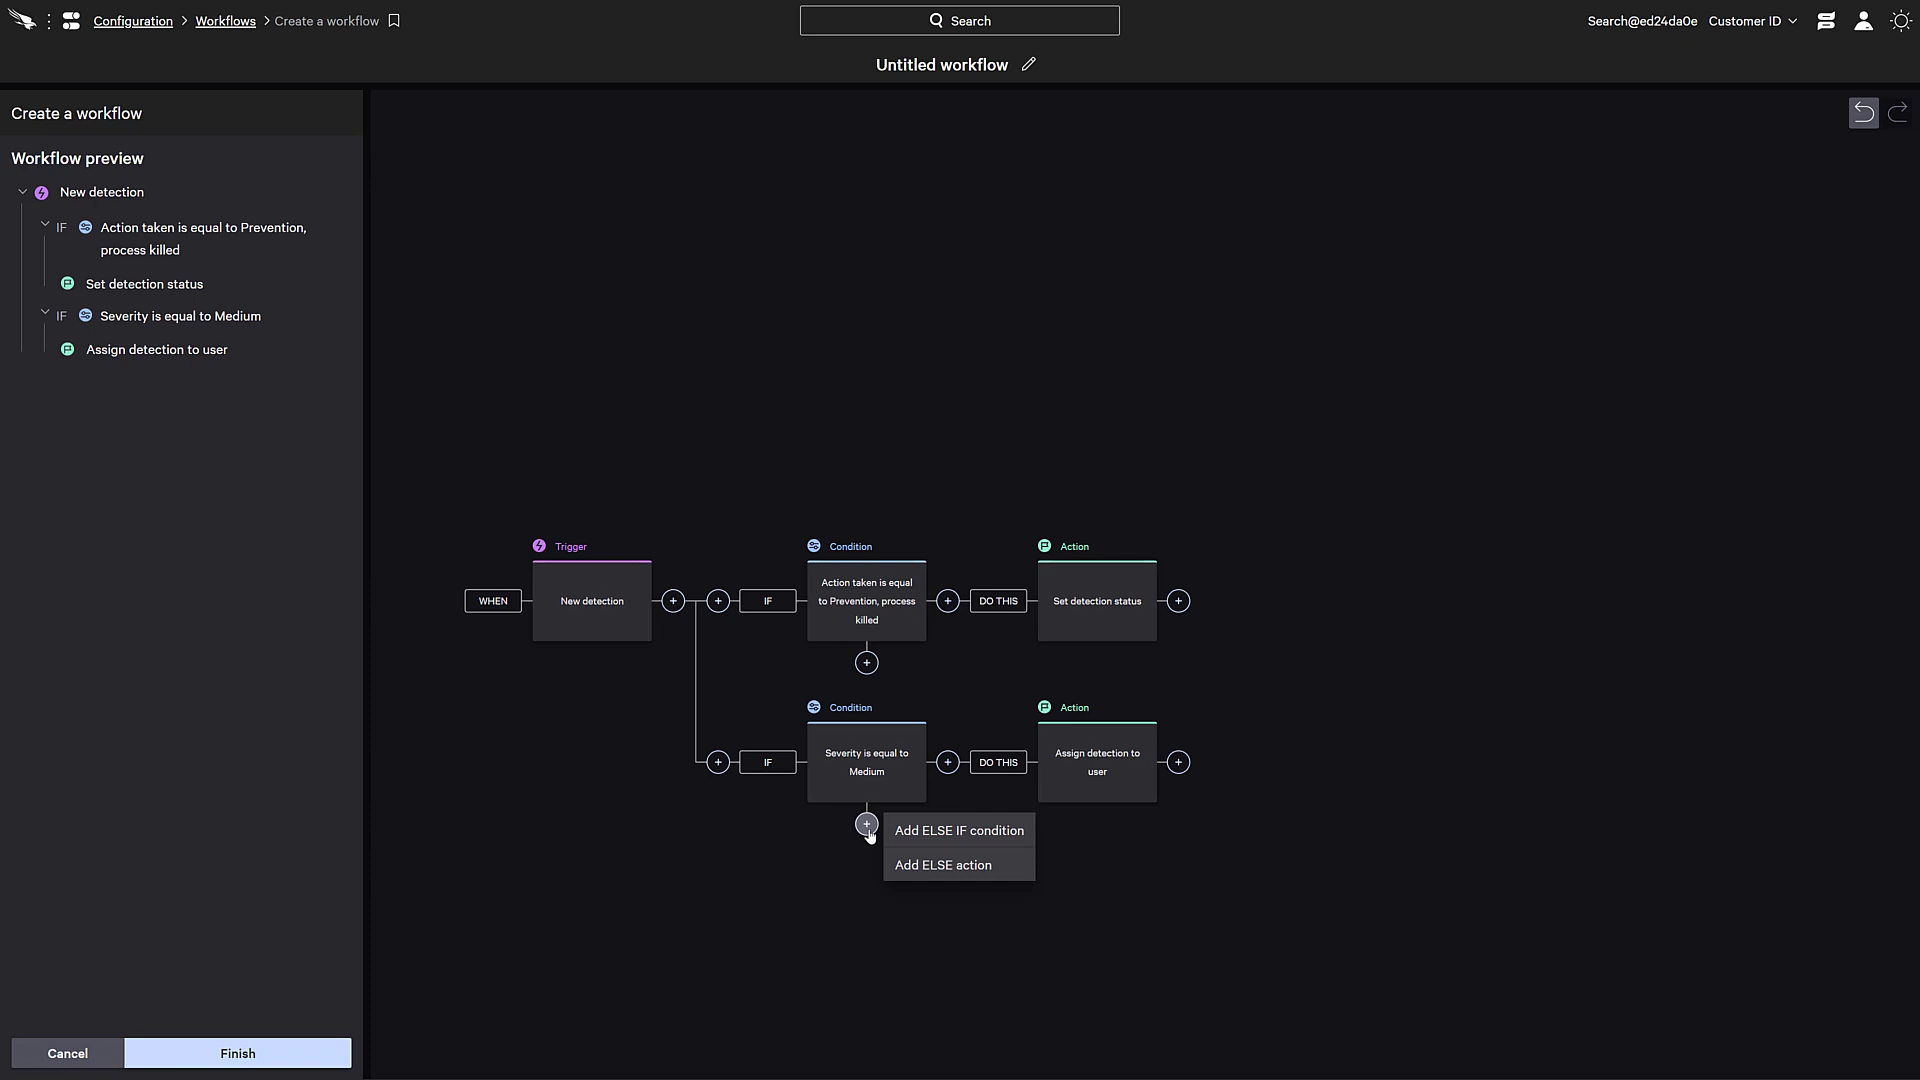 Configuration > Workflows > Create a workflow
Search
Search@ed24da0e Customer ID
Untitled workflow
Create a workflow
Workflow preview
New detection
IF Action taken is equal to Prevention,
process killed
Set detection status
IF Severity is equal to Medium
Assign detection to user
Trigger
Condition
Action
WHEN
New detection
+
+
IF
Action taken is equal
to Prevention, process
killed
+
DO THIS
Set detection status
+
+
Condition
Action
+
IF
Severity is equal to
Medium
+
DO THIS
Assign detection to
user
+
+
Add ELSE IF condition
Add ELSE action
Cancel
Finish